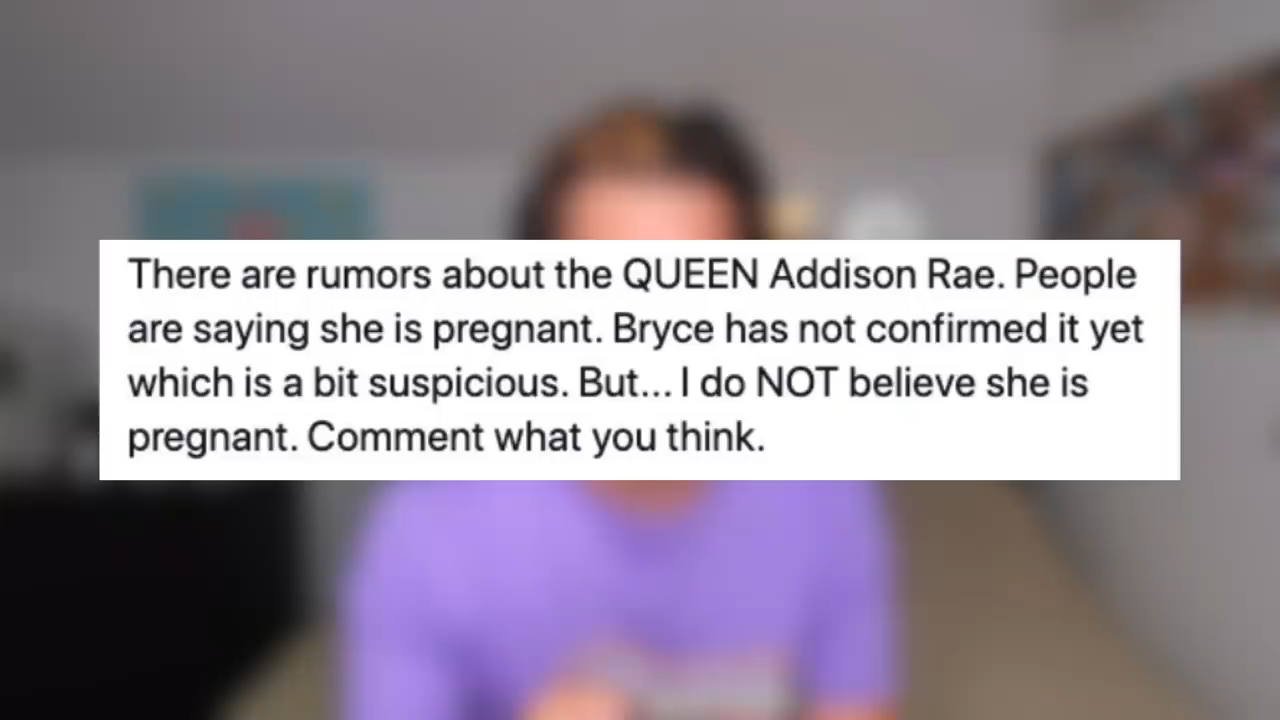 There are rumors about the QUEEN Addison Rae. People
are saying she is pregnant. Bryce has not confirmed it yet
which is a bit suspicious. But... I do NOT believe she is
pregnant. Comment what you think.